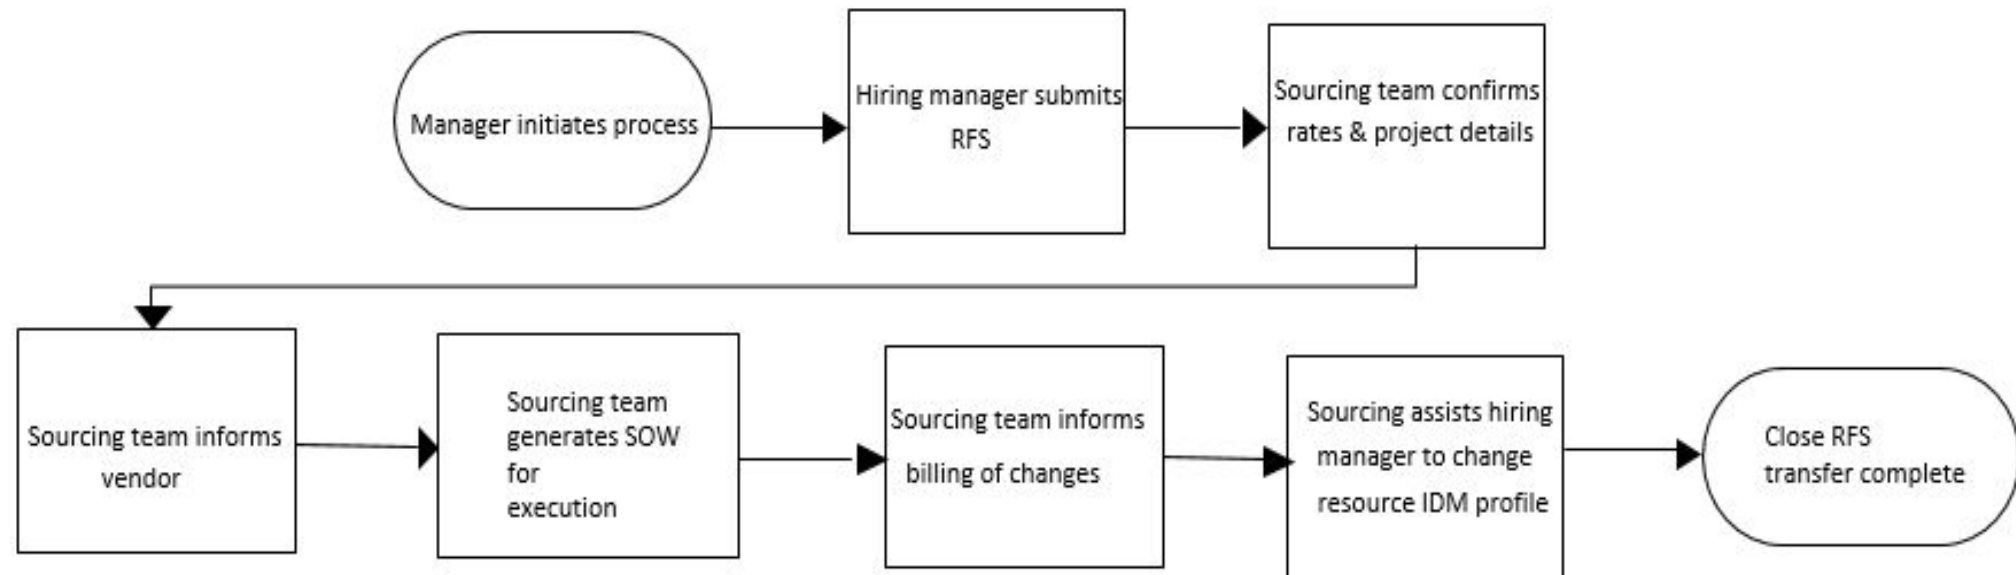 Manager initiates process
Hiring manager submits
RFS
Sourcing team confirms
rates & project details
Sourcing team informs
vendor
Sourcing team
generates SOW
for
execution
Sourcing team informs
billing of changes
Sourcing assists hiring
manager to change
resource IDM profile
Close RFS
transfer complete